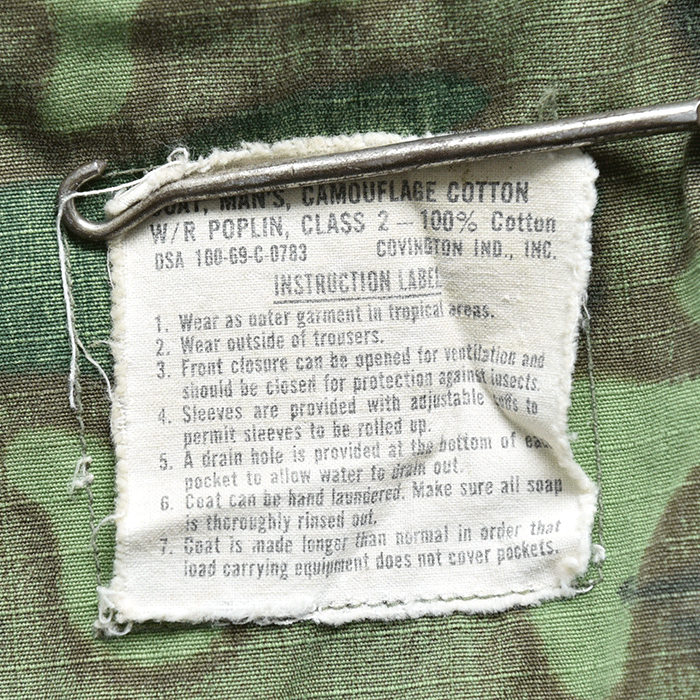 COAT, MAN'S, CAMOUFLAGE COTTON
W/R POPLIN, CLASS 2 — 100% Cotton
DSA 100-69-C-0783 COVINGTON IND., INC.
INSTRUCTION LABEL
1. Wear as outer garment in tropical areas.
2. Wear outside of trousers.
3. Front closure can be opened for ventilation and
should be closed for protection against insects.
4. Sleeves are provided with adjustable cuffs to
permit sleeves to be rolled up.
5. A drain hole is provided at the bottom of each
pocket to allow water to drain out.
6. Coat can be hand laundered. Make sure all soap
is thoroughly rinsed out.
7. Coat is made longer than normal in order that
load carrying equipment does not cover pockets.